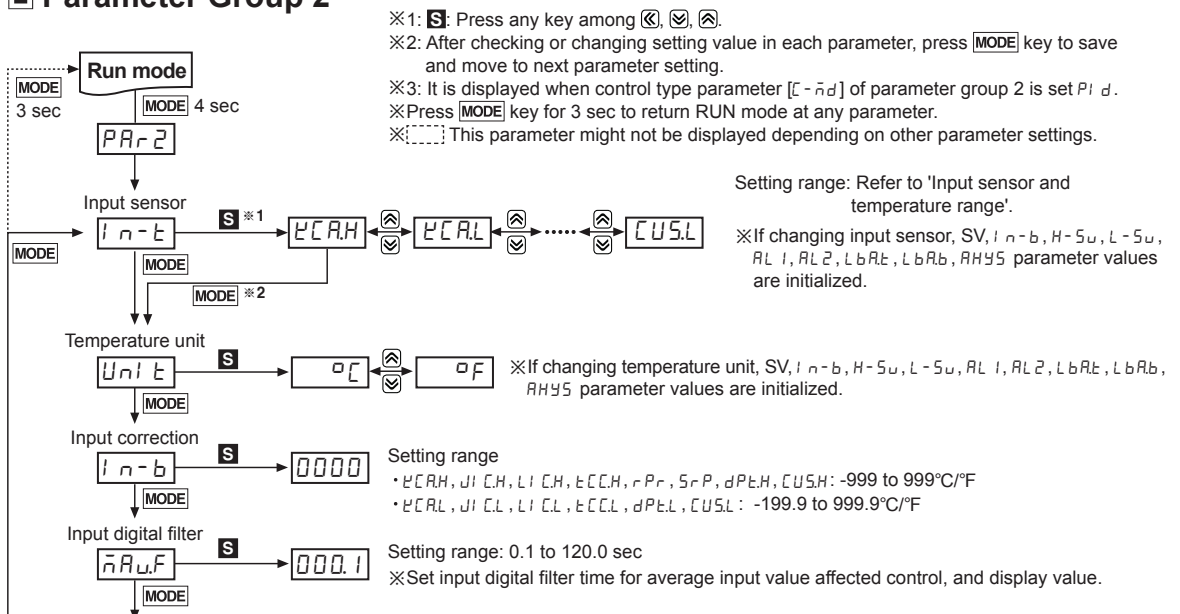 Parameter Group 2
※1: S: Press any key among ≪, ︾, ︽.
※2: After checking or changing setting value in each parameter, press MODE key to save
and move to next parameter setting.
※3: It is displayed when control type parameter [C-md] of parameter group 2 is set PId.
※Press MODE key for 3 sec to return RUN mode at any parameter.
※ This parameter might not be displayed depending on other parameter settings.
Run mode
MODE
3 sec
MODE 4 sec
PAr2
Input sensor
In-t
S ※1
KCA.H
KCA.L
.....
CUS.L
Setting range: Refer to 'Input sensor and
temperature range'.
※If changing input sensor, SV, In-b, H-Sv, L-Sv,
AL1, AL2, LbA.t, LbA.b, AHYS parameter values
are initialized.
MODE
MODE
MODE ※2
Temperature unit
UnIt
S
°C
°F
※If changing temperature unit, SV, In-b, H-Sv, L-Sv, AL1, AL2, LbA.t, LbA.b,
AHYS parameter values are initialized.
MODE
Input correction
In-b
S
0000
Setting range
• KCA.H, JIC.H, LIC.H, tCC.H, rPr, SrP, dPt.H, CUS.H: -999 to 999°C/°F
• KCA.L, JIC.L, LIC.L, tCC.L, dPt.L, CUS.L: -199.9 to 999.9°C/°F
MODE
Input digital filter
mAv.F
S
000.1
Setting range: 0.1 to 120.0 sec
※Set input digital filter time for average input value affected control, and display value.
MODE